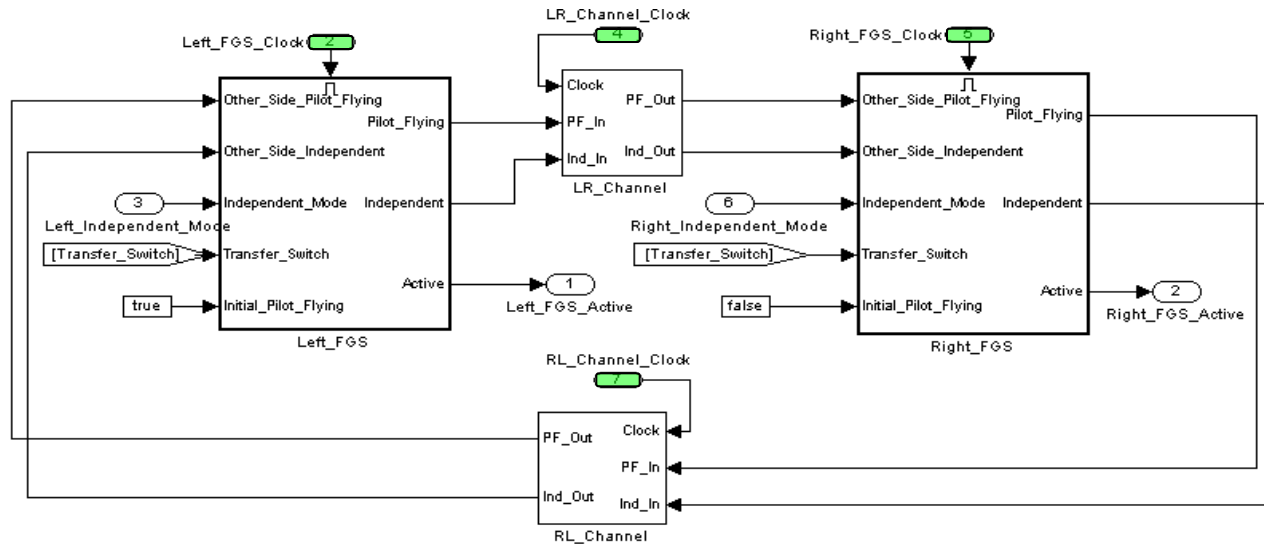 LR_Channel_Clock
4
Left_FGS_Clock
2
Right_FGS_Clock
5
Other_Side_Pilot_Flying
Pilot_Flying
Other_Side_Independent
3
Independent_Mode
Independent
Left_Independent_Mode
[Transfer_Switch]
Transfer_Switch
Active
true
Initial_Pilot_Flying
Left_FGS
1
Left_FGS_Active
Clock
PF_Out
PF_In
Ind_Out
Ind_In
LR_Channel
Other_Side_Pilot_Flying
Pilot_Flying
Other_Side_Independent
6
Independent_Mode
Independent
Right_Independent_Mode
[Transfer_Switch]
Transfer_Switch
Active
false
Initial_Pilot_Flying
Right_FGS
2
Right_FGS_Active
RL_Channel_Clock
7
PF_Out
Clock
PF_In
Ind_Out
Ind_In
RL_Channel